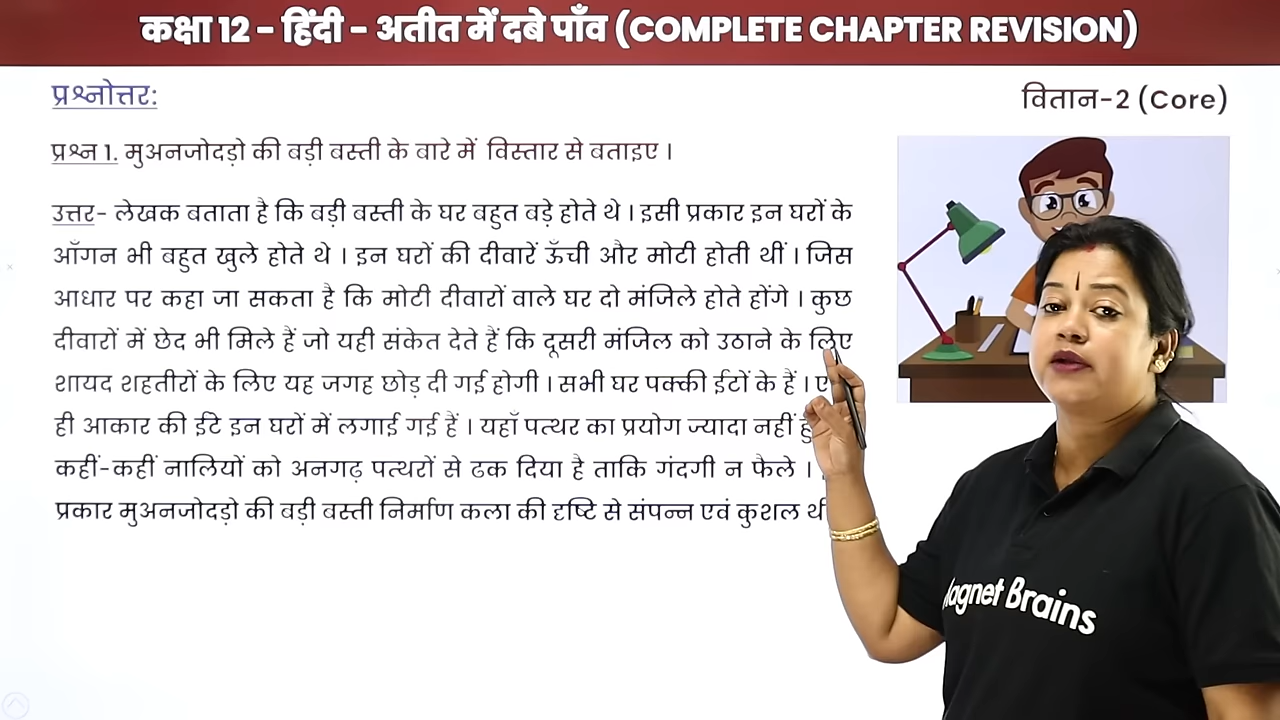 कक्षा 12 - हिंदी - अतीत में दबे पाँव (COMPLETE CHAPTER REVISION)
प्रश्नोत्तर:
वितान-2 (Core)
प्रश्न 1. मुअनजोदड़ो की बड़ी बस्ती के बारे में विस्तार से बताइए ।
उत्तर- लेखक बताता है कि बड़ी बस्ती के घर बहुत बड़े होते थे । इसी प्रकार इन घरों के
आँगन भी बहुत खुले होते थे । इन घरों की दीवारें ऊँची और मोटी होती थीं । जिस
आधार पर कहा जा सकता है कि मोटी दीवारों वाले घर दो मंजिले होते होंगे । कुछ
दीवारों में छेद भी मिले हैं जो यही संकेत देते हैं कि दूसरी मंजिल को उठाने के लिए
शायद शहतीरों के लिए यह जगह छोड़ दी गई होगी । सभी घर पक्की ईटों के हैं ।
ही आकार की ईटे इन घरों में लगाई गई हैं । यहाँ पत्थर का प्रयोग ज्यादा नहीं
कहीं-कहीं नालियों को अनगढ़ पत्थरों से ढक दिया है ताकि गंदगी न फैले ।
प्रकार मुअनजोदड़ो की बड़ी बस्ती निर्माण कला की दृष्टि से संपन्न एवं कुशल
Magnet Brains